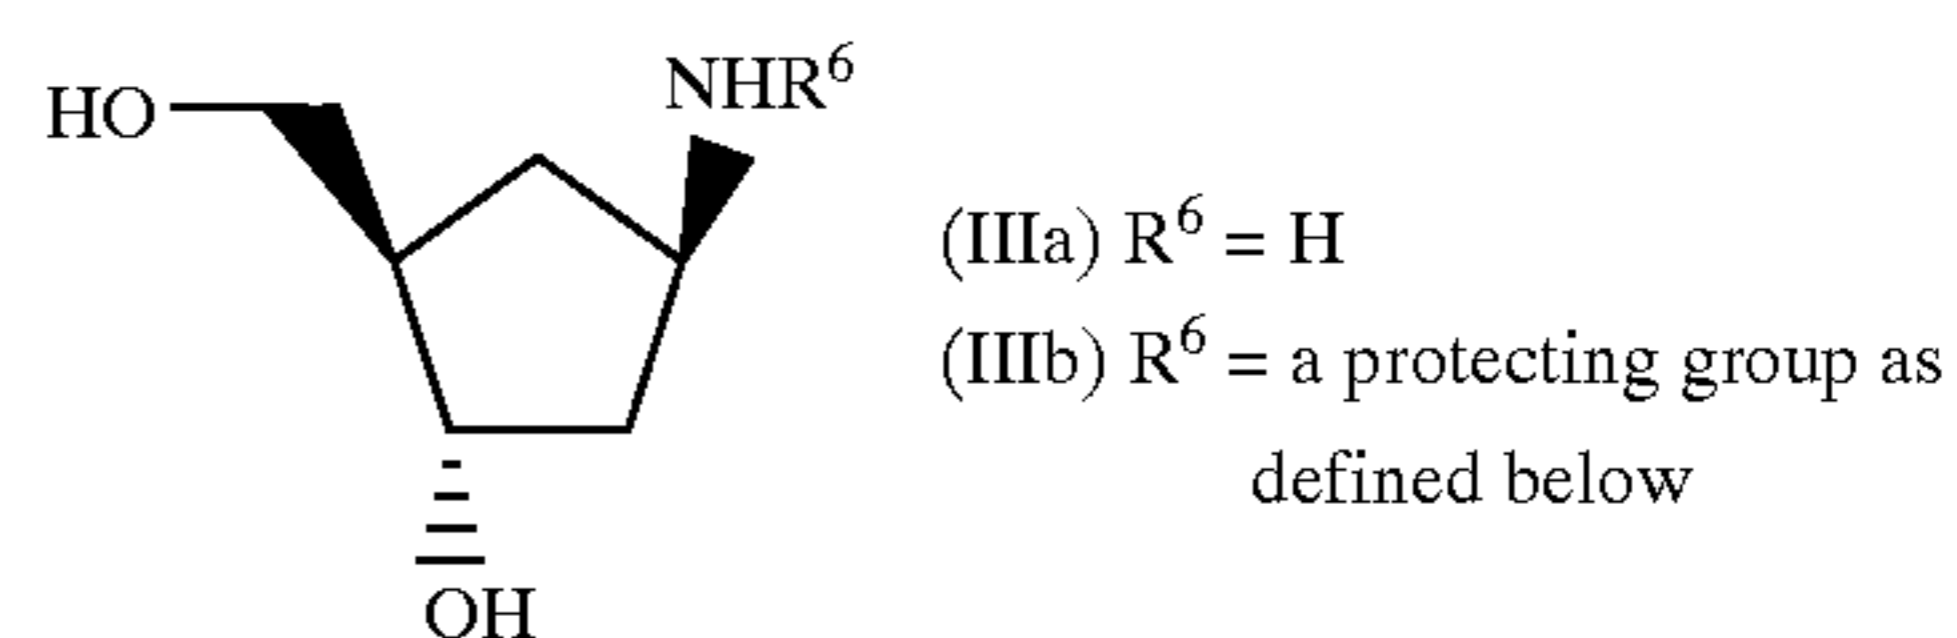 NHR⁶
HO
(IIIa) R⁶ = H
(IIIb) R⁶ = a protecting group as
defined below
OH